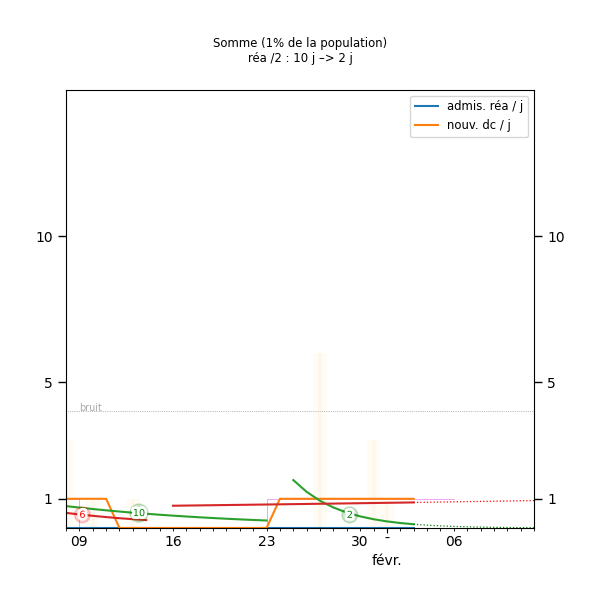 Somme (1% de la population)
réa /2 : 10 j –> 2 j
admis. réa / j
nouv. dc / j
10
10
5
5
bruit
1
1
6
10
2
09
16
23
30
-
06
févr.